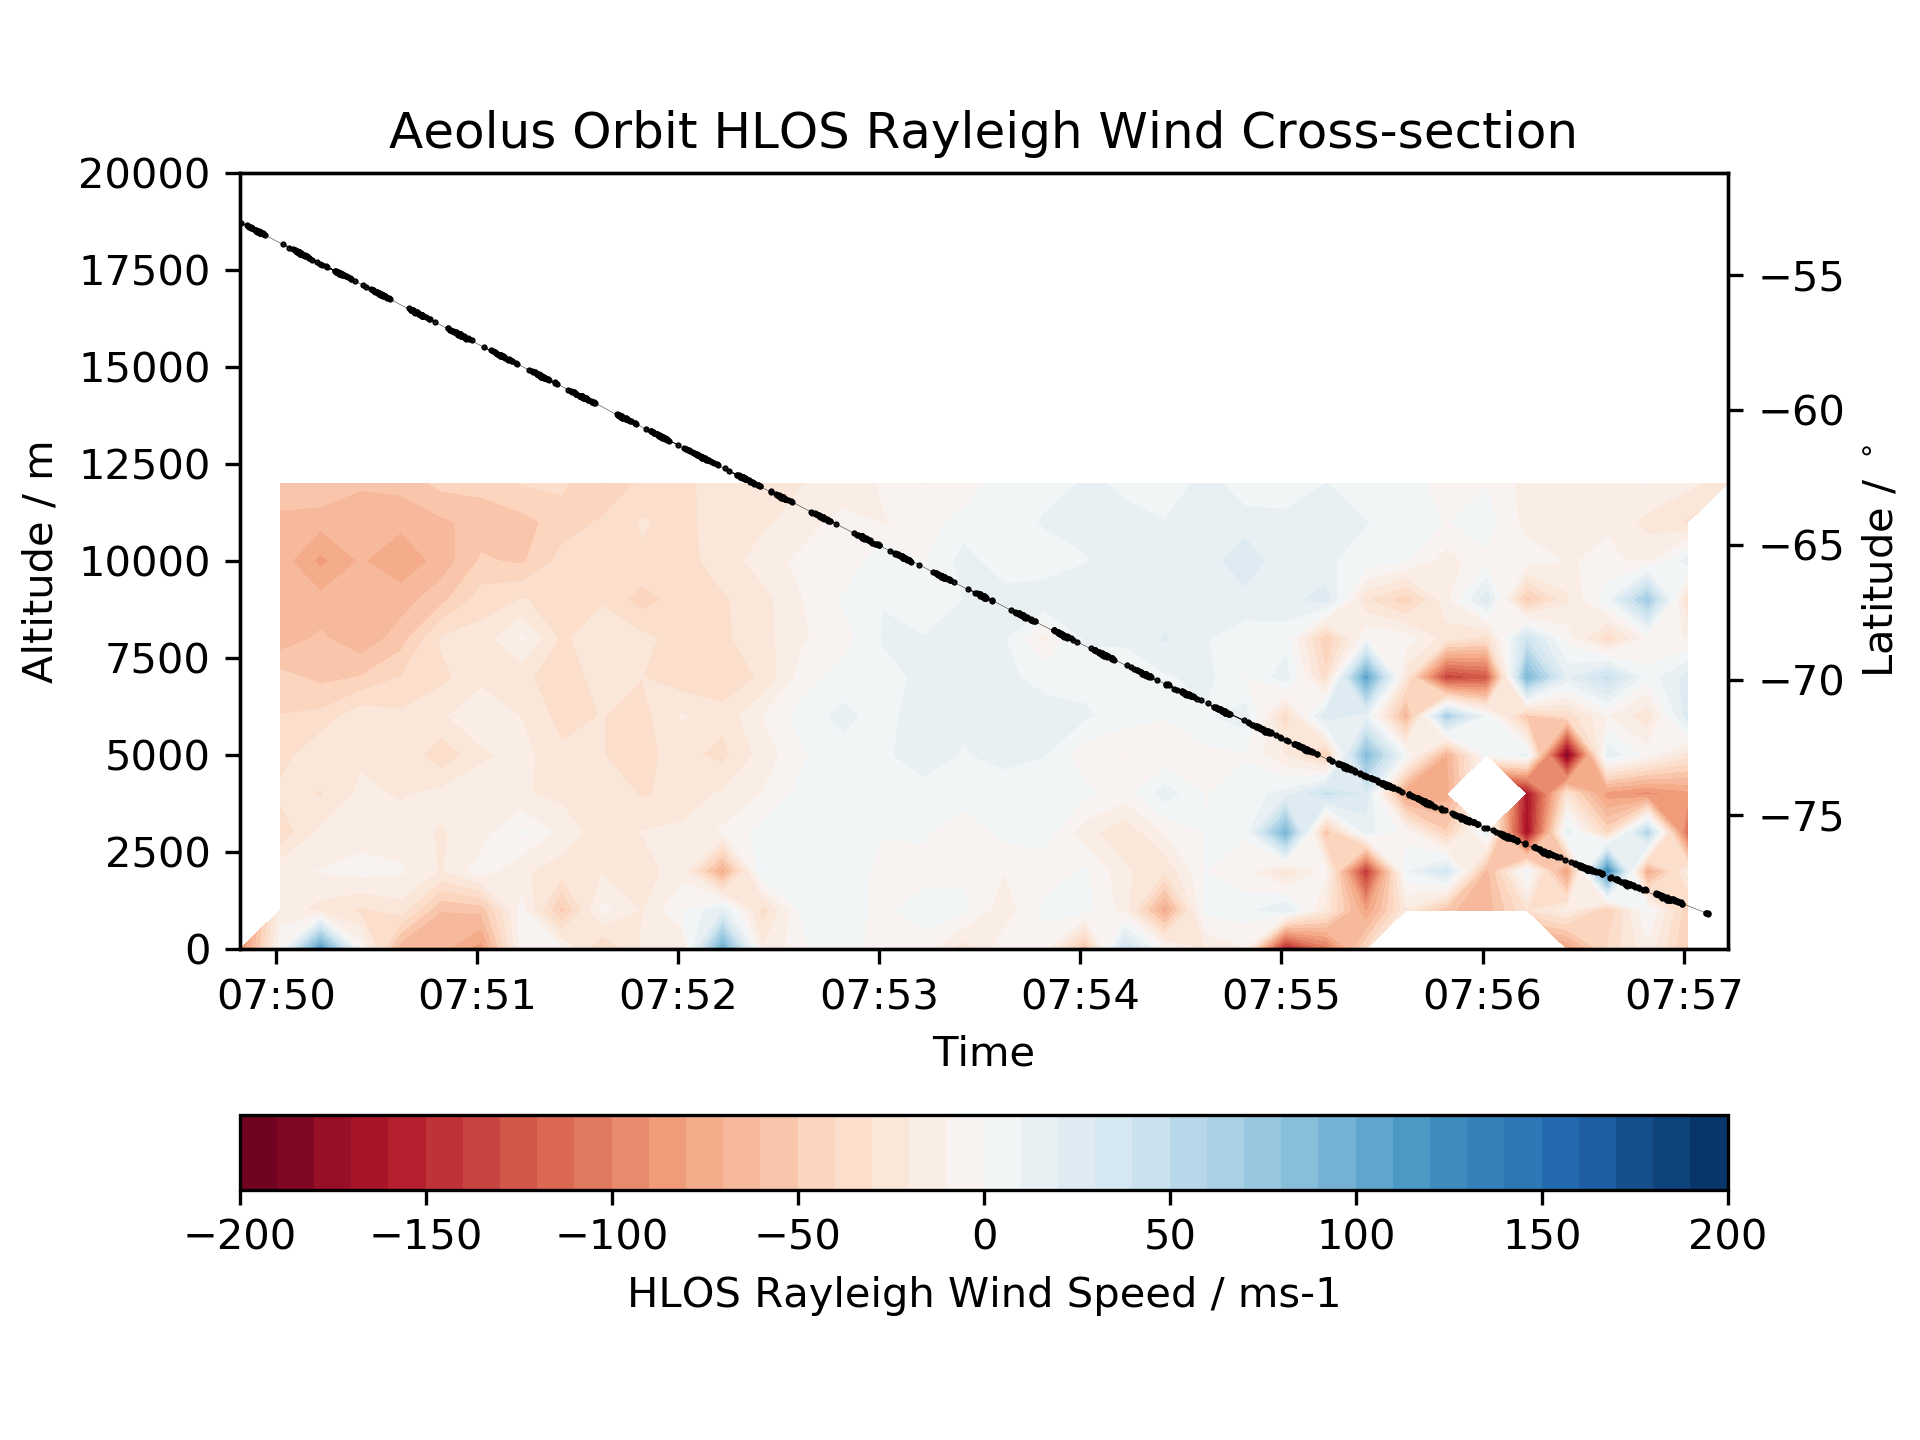 Aeolus Orbit HLOS Rayleigh Wind Cross-section
20000
17500
15000
12500
10000
7500
5000
2500
0
Altitude / m
−55
−60
−65
−70
−75
Latitude / °
07:50 07:51 07:52 07:53 07:54 07:55 07:56 07:57
Time
−200 −150 −100 −50 0 50 100 150 200
HLOS Rayleigh Wind Speed / ms-1